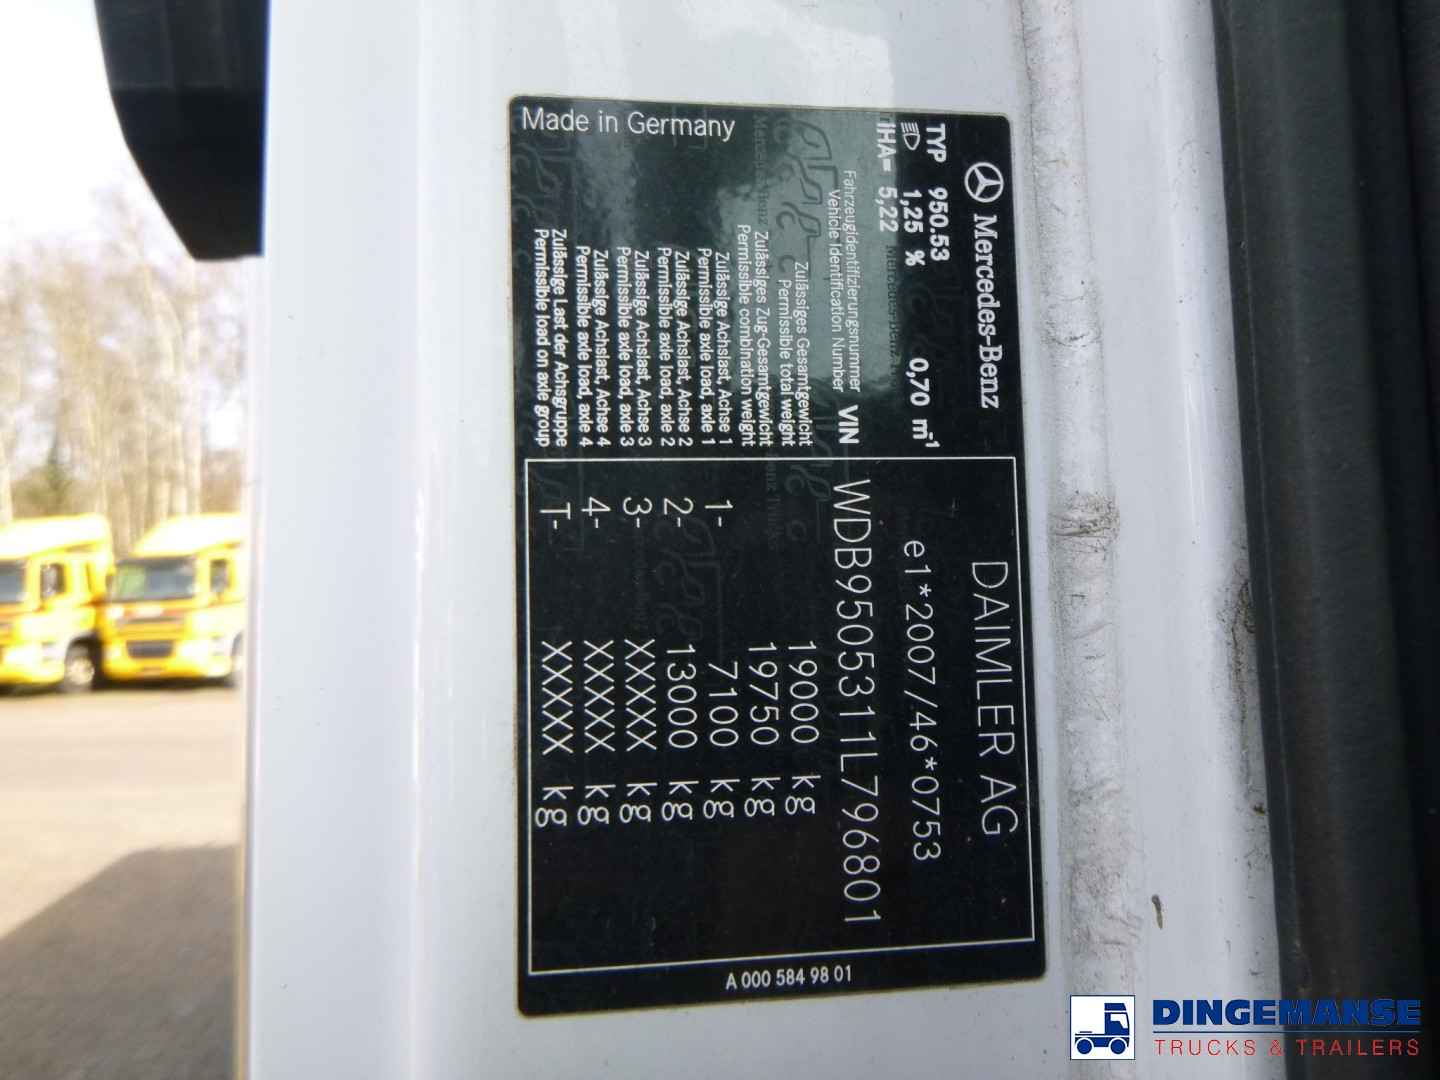 Mercedes-Benz
DAIMLER AG
TYP 950.53
e1*2007/46*0753
1,25 % 0,70 m-1
IHA= 5,22
Fahrzeugidentifizierungsnummer
Vehicle Identification Number VIN WDB9505311L796801
Zulässiges Gesamtgewicht
Permissible total weight 19000 kg
Zulässiges Zug-Gesamtgewicht
Permissible combination weight 19750 kg
Zulässige Achslast, Achse 1
Permissible axle load, axle 1 1- 7100 kg
Zulässige Achslast, Achse 2
Permissible axle load, axle 2 2- 13000 kg
Zulässige Achslast, Achse 3
Permissible axle load, axle 3 3- XXXXX kg
Zulässige Achslast, Achse 4
Permissible axle load, axle 4 4- XXXXX kg
Zulässige Last der Achsgruppe
Permissible load on axle group T- XXXXX kg
Made in Germany
A 000 584 98 01
DINGEMANSE
TRUCKS & TRAILERS